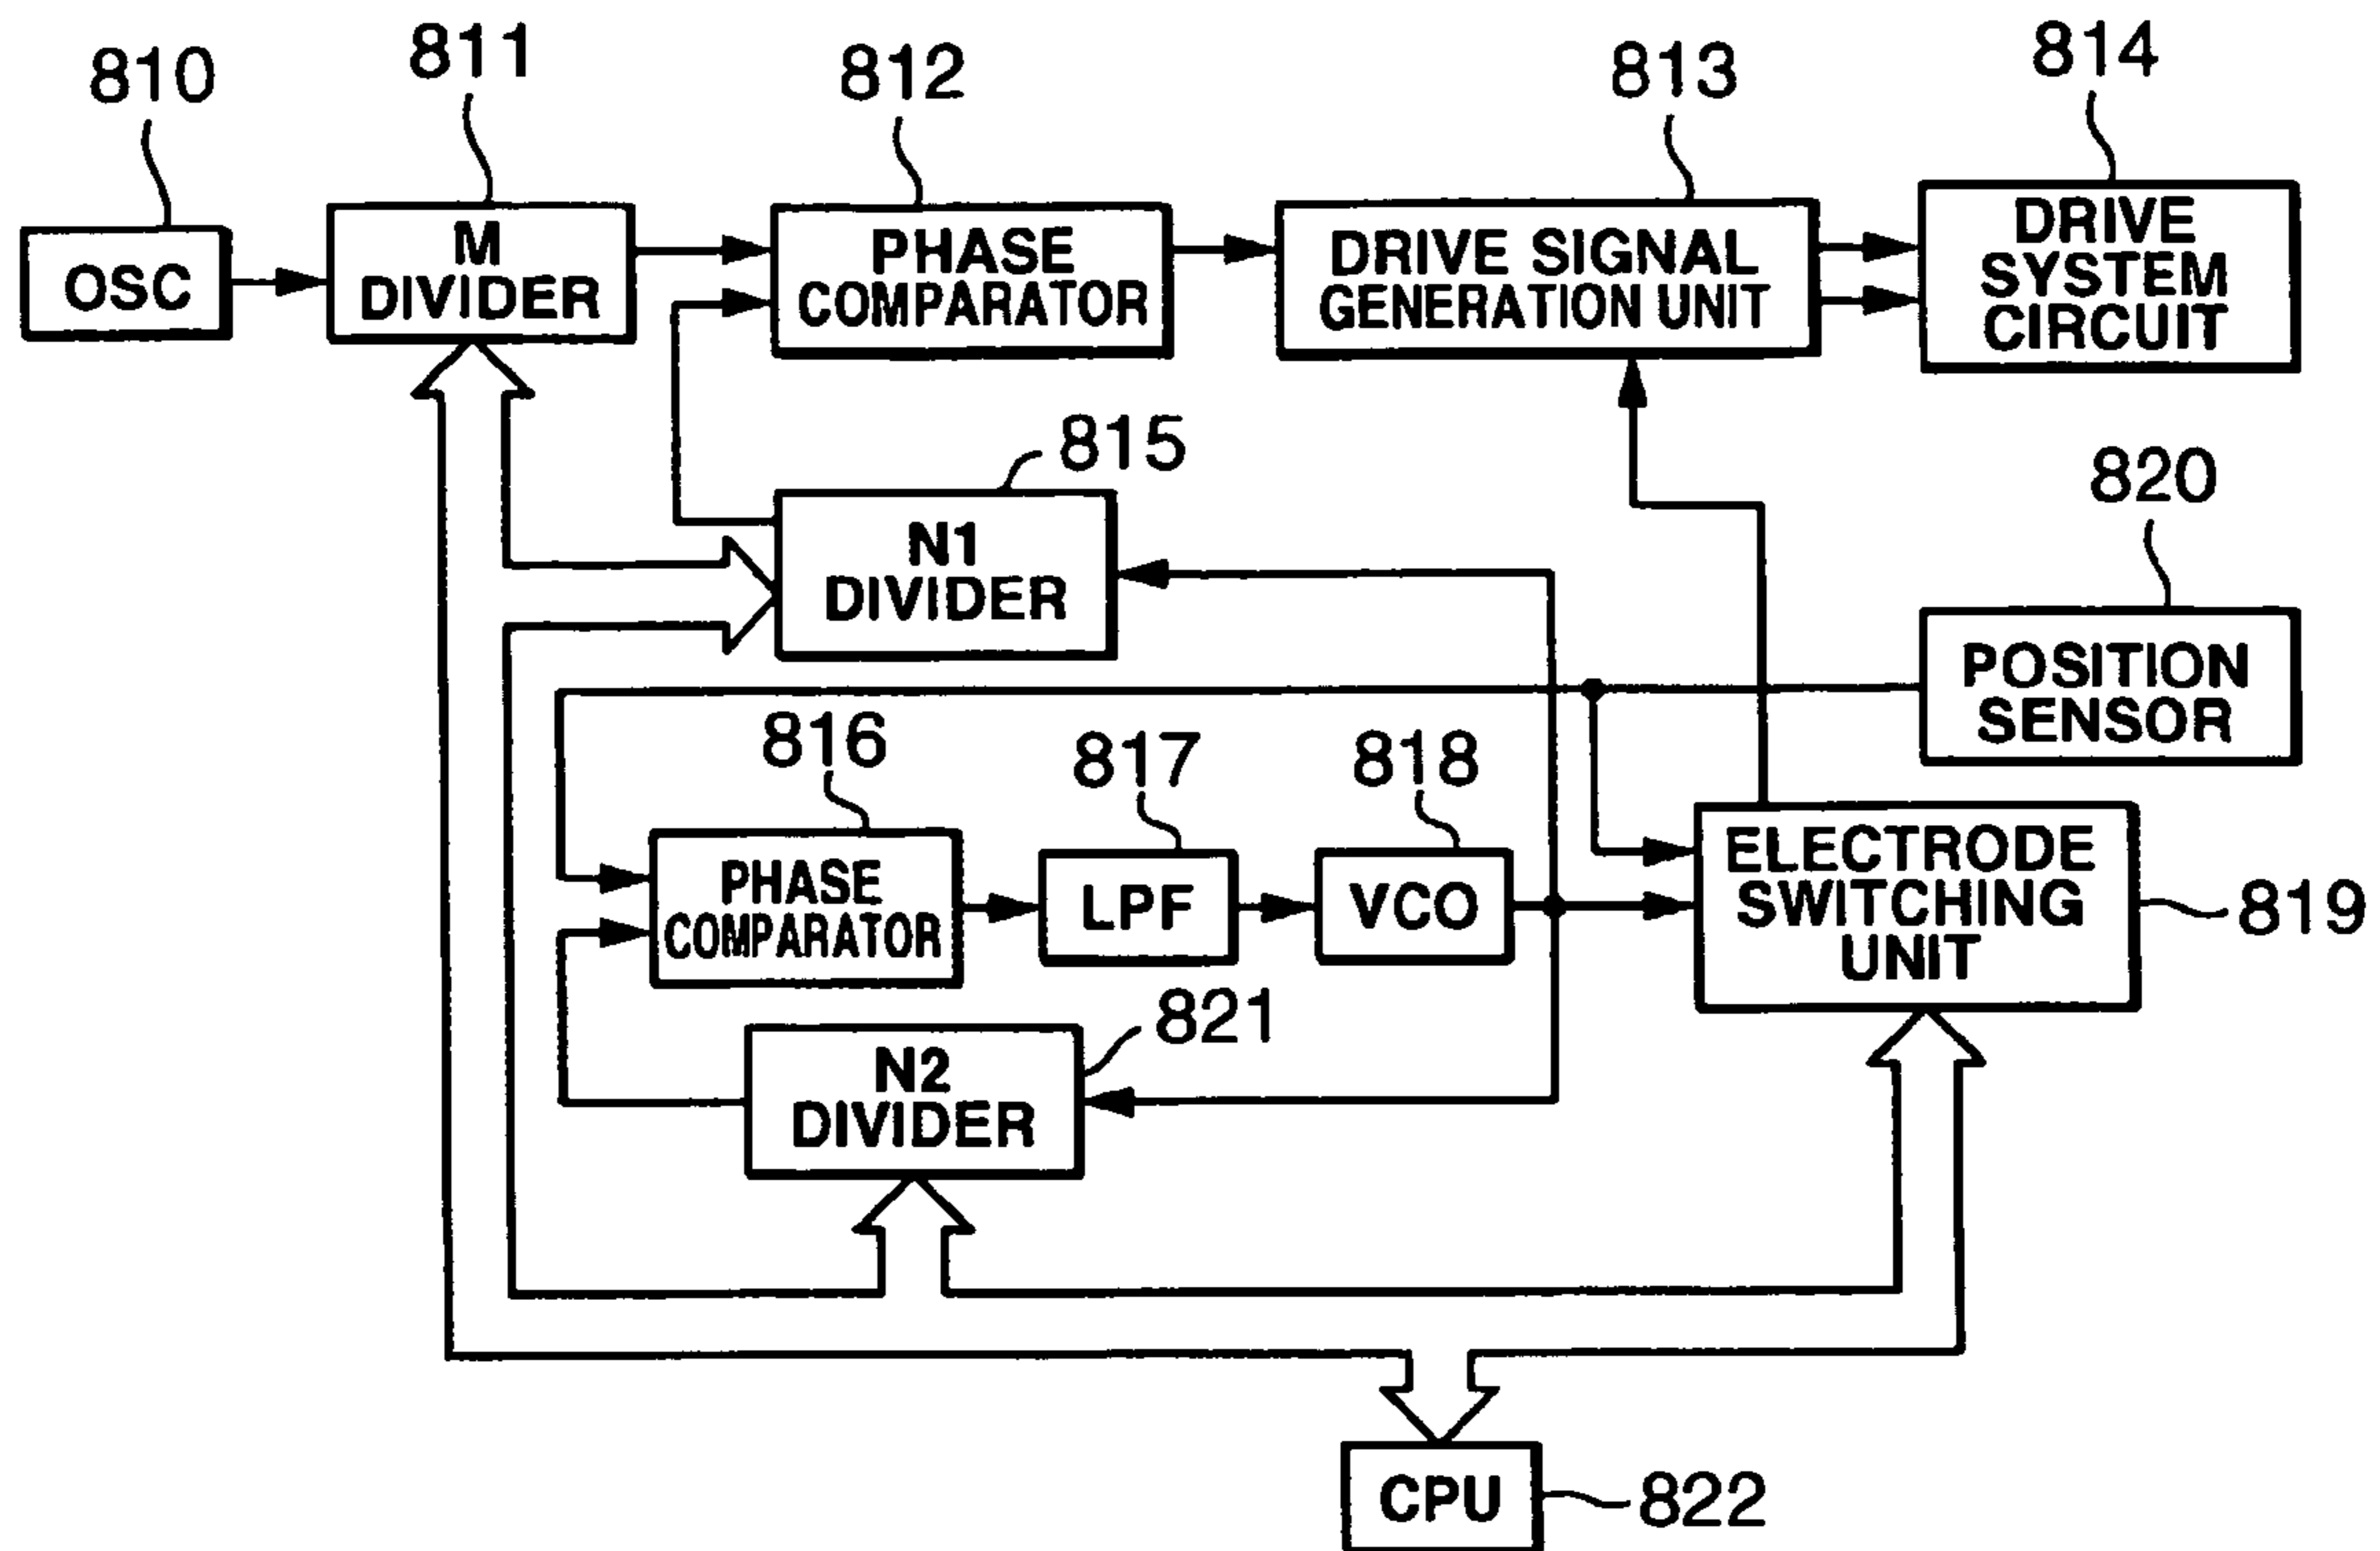 810
811
812
813
814
OSC
M
DIVIDER
PHASE
COMPARATOR
DRIVE SIGNAL
GENERATION UNIT
DRIVE
SYSTEM
CIRCUIT
815
N1
DIVIDER
820
POSITION
SENSOR
816
817
818
PHASE
COMPARATOR
LPF
VCO
ELECTRODE
SWITCHING
UNIT
819
821
N2
DIVIDER
CPU
822